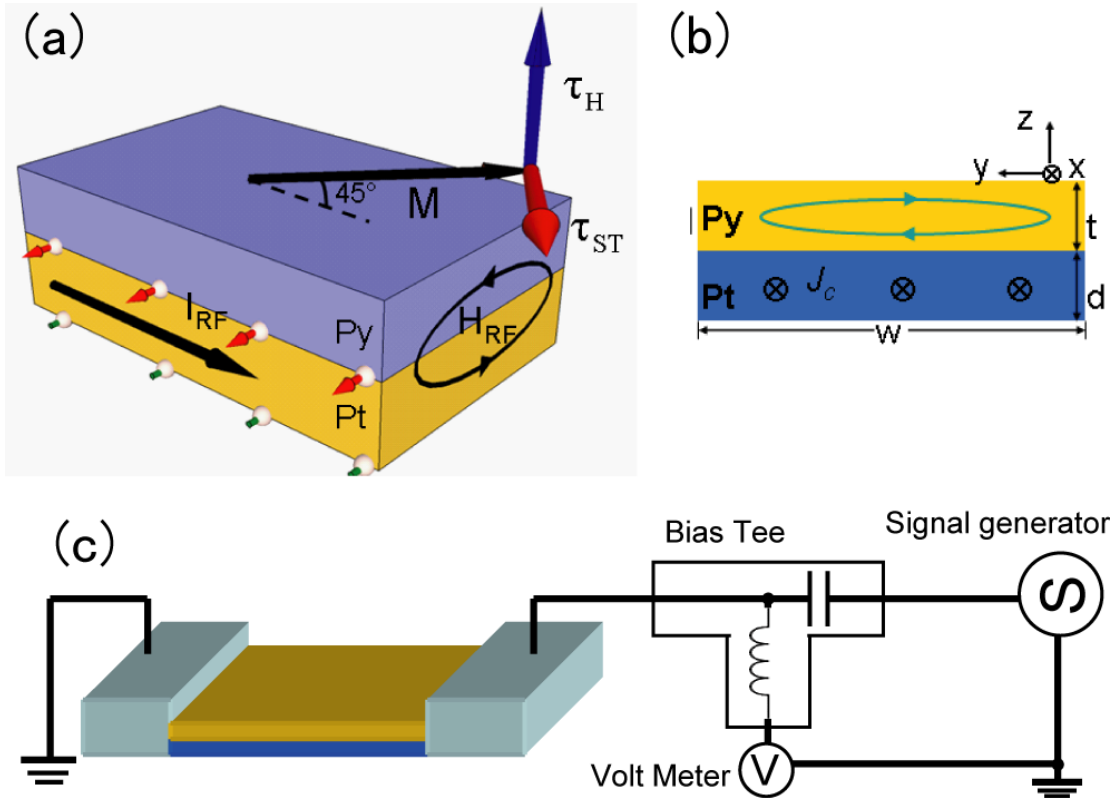 (a)
τH
45°
M
τST
IRF
Py
HRF
Pt
(b)
z
y
x
Py
t
Pt
Jc
d
w
(c)
Signal generator
Bias Tee
S
Volt Meter
V